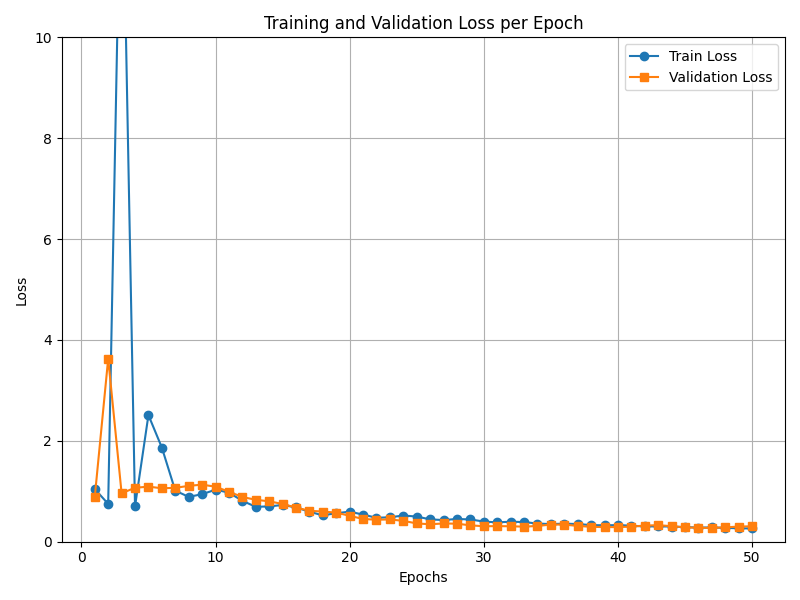 Training and Validation Loss per Epoch
Train Loss
Validation Loss
10
8
6
4
2
0
Loss
0 10 20 30 40 50
Epochs